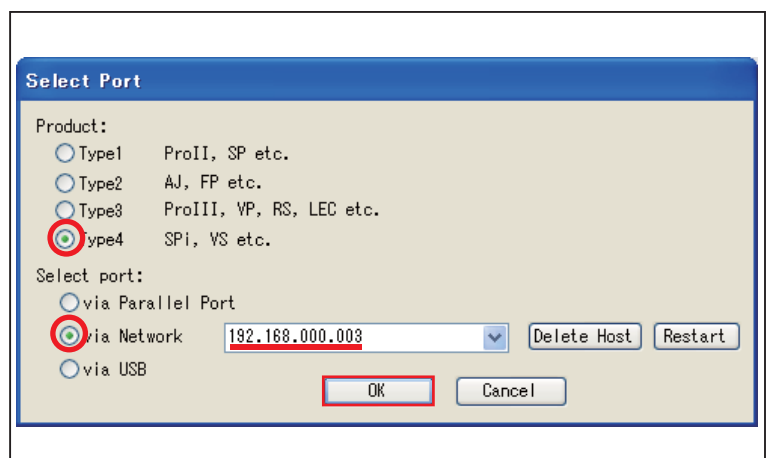 Select Port
Product:
Type1 ProII, SP etc.
Type2 AJ, FP etc.
Type3 ProIII, VP, RS, LEC etc.
Type4 SPi, VS etc.
Select port:
via Parallel Port
via Network 192.168.000.003 Delete Host Restart
via USB
OK Cancel